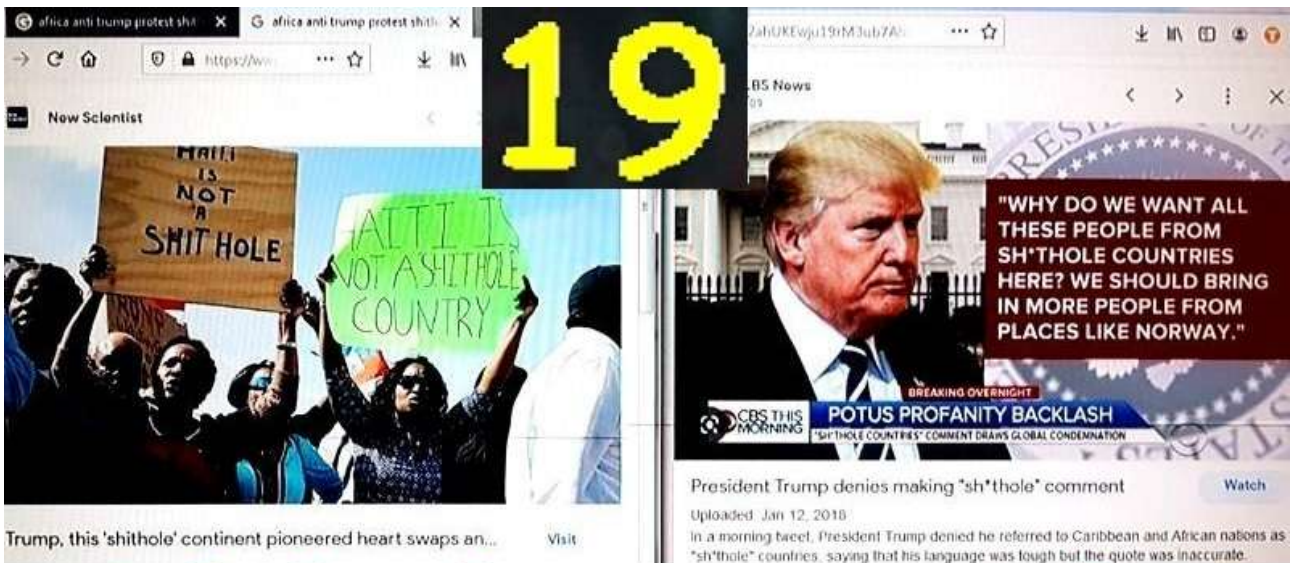 africa anti trump protest shit
africa anti trump protest shith
https://ww
New Scientist
HAITI
IS
NOT
A
SHIT HOLE
HAITI IS
NOT A SHITHOLE
COUNTRY
Trump, this 'shithole' continent pioneered heart swaps an...
Visit
19
CBS News
"WHY DO WE WANT ALL
THESE PEOPLE FROM
SH*THOLE COUNTRIES
HERE? WE SHOULD BRING
IN MORE PEOPLE FROM
PLACES LIKE NORWAY."
BREAKING OVERNIGHT
CBS THIS
MORNING
POTUS PROFANITY BACKLASH
"SH*THOLE COUNTRIES" COMMENT DRAWS GLOBAL CONDEMNATION
President Trump denies making "sh*thole" comment
Watch
Uploaded: Jan 12, 2018
In a morning tweet, President Trump denied he referred to Caribbean and African nations as
"sh*thole" countries, saying that his language was tough but the quote was inaccurate.